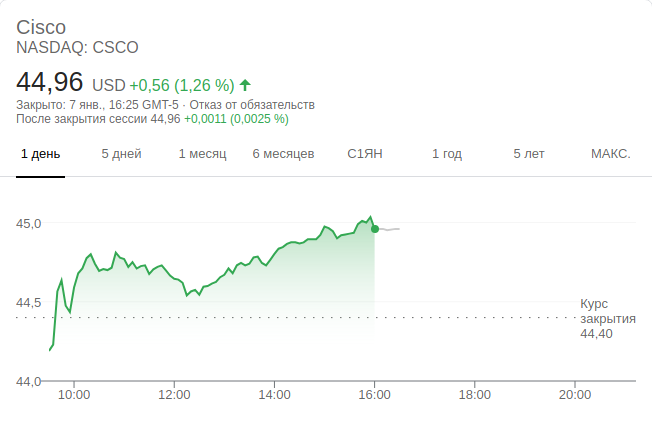 Cisco
NASDAQ: CSCO
44,96 USD +0,56 (1,26 %)
Закрыто: 7 янв., 16:25 GMT-5 · Отказ от обязательств
После закрытия сессии 44,96 +0,0011 (0,0025 %)
1 день 5 дней 1 месяц 6 месяцев С1ЯН 1 год 5 лет МАКС.
45,0
44,5
Курс
закрытия
44,40
44,0
10:00 12:00 14:00 16:00 18:00 20:00